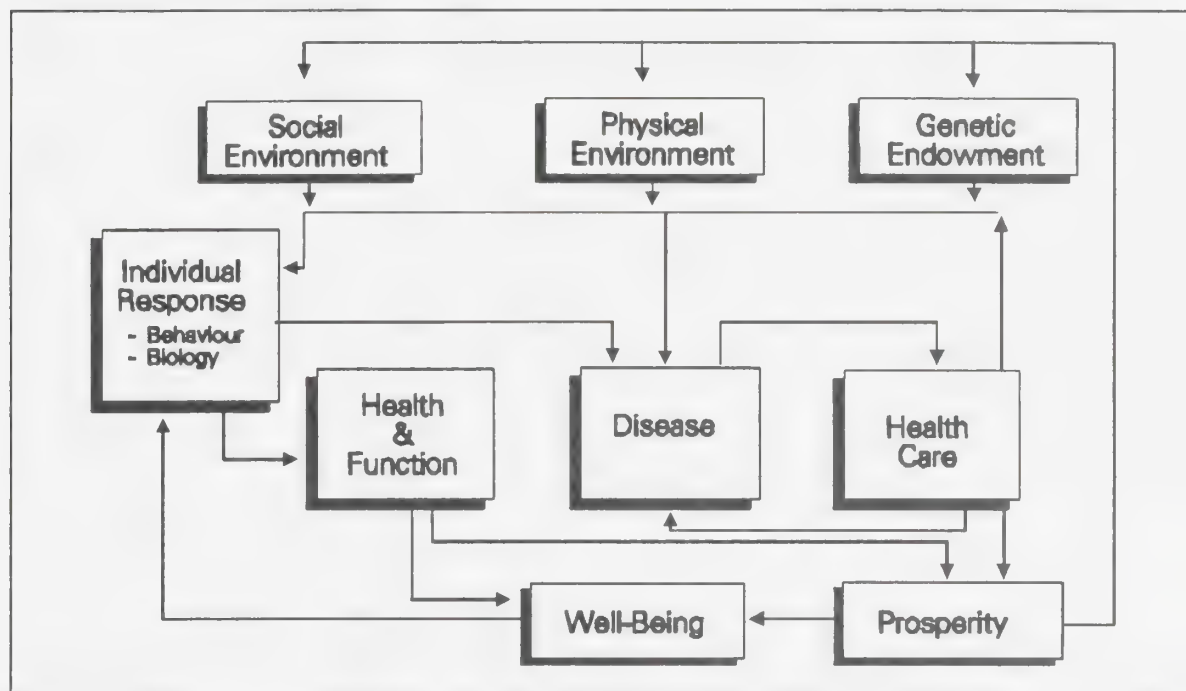 Social
Environment
Physical
Environment
Genetic
Endowment
Individual
Response
- Behaviour
- Biology
Health
&
Function
Disease
Health
Care
Well-Being
Prosperity